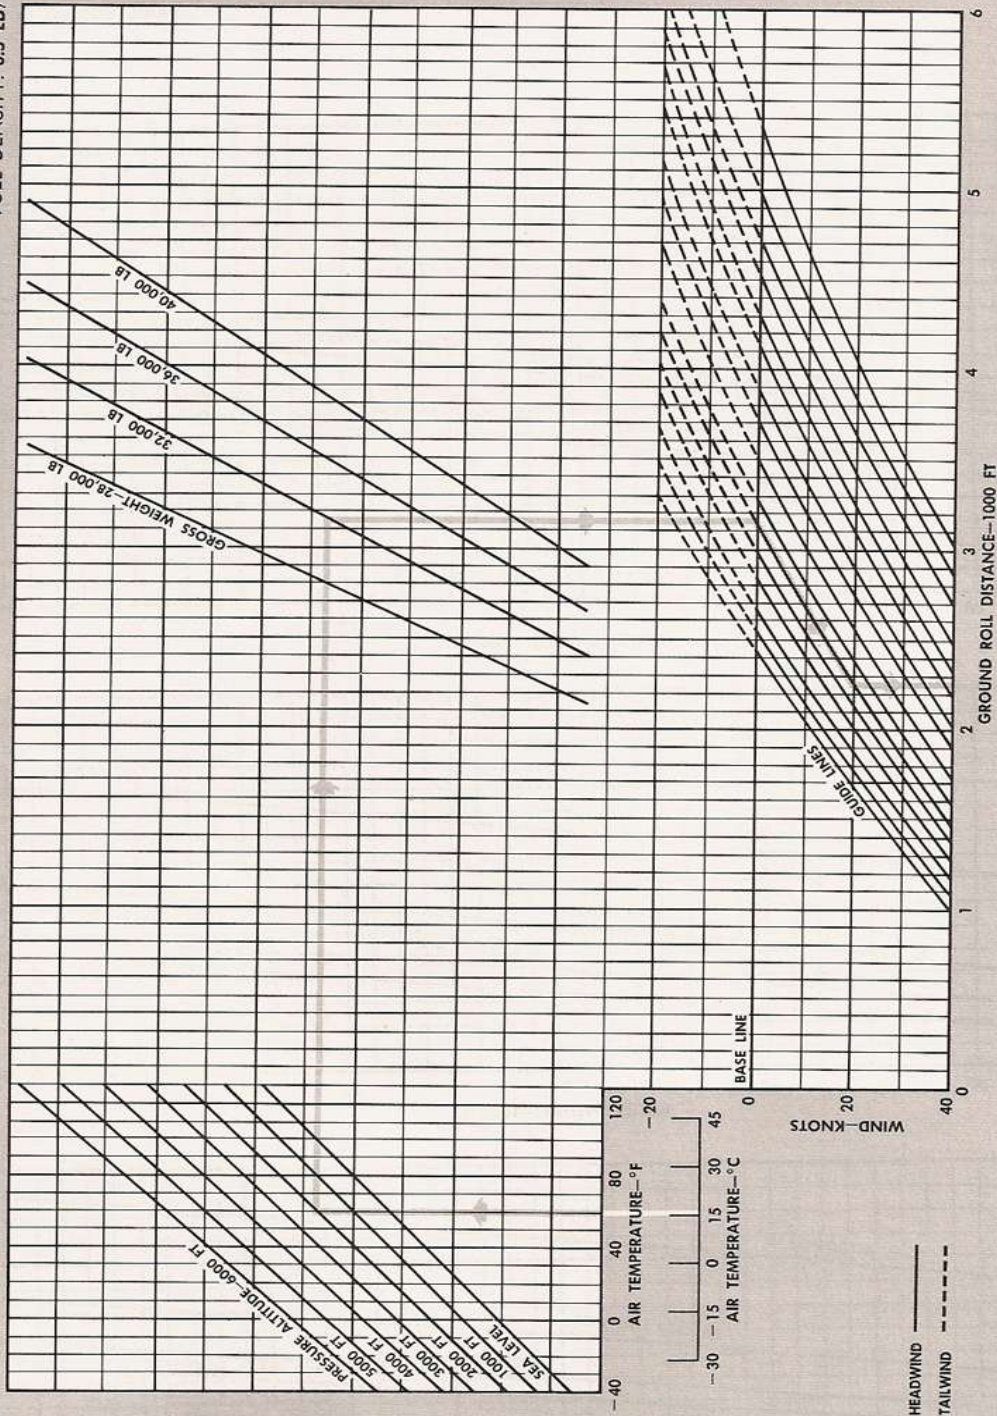 PRESSURE ALTITUDE—6000 FT
5000 FT
4000 FT
3000 FT
2000 FT
1000 FT
SEA LEVEL
GROSS WEIGHT—28,000 LB
32,000 LB
36,000 LB
40,000 LB
-40 0 40 80 120
AIR TEMPERATURE—°F
-30 -15 0 15 30 45
AIR TEMPERATURE—°C
BASE LINE
GUIDE LINES
-20
0
20
40
WIND—KNOTS
0 1 2 3 4 5 6
GROUND ROLL DISTANCE—1000 FT
HEADWIND
TAILWIND